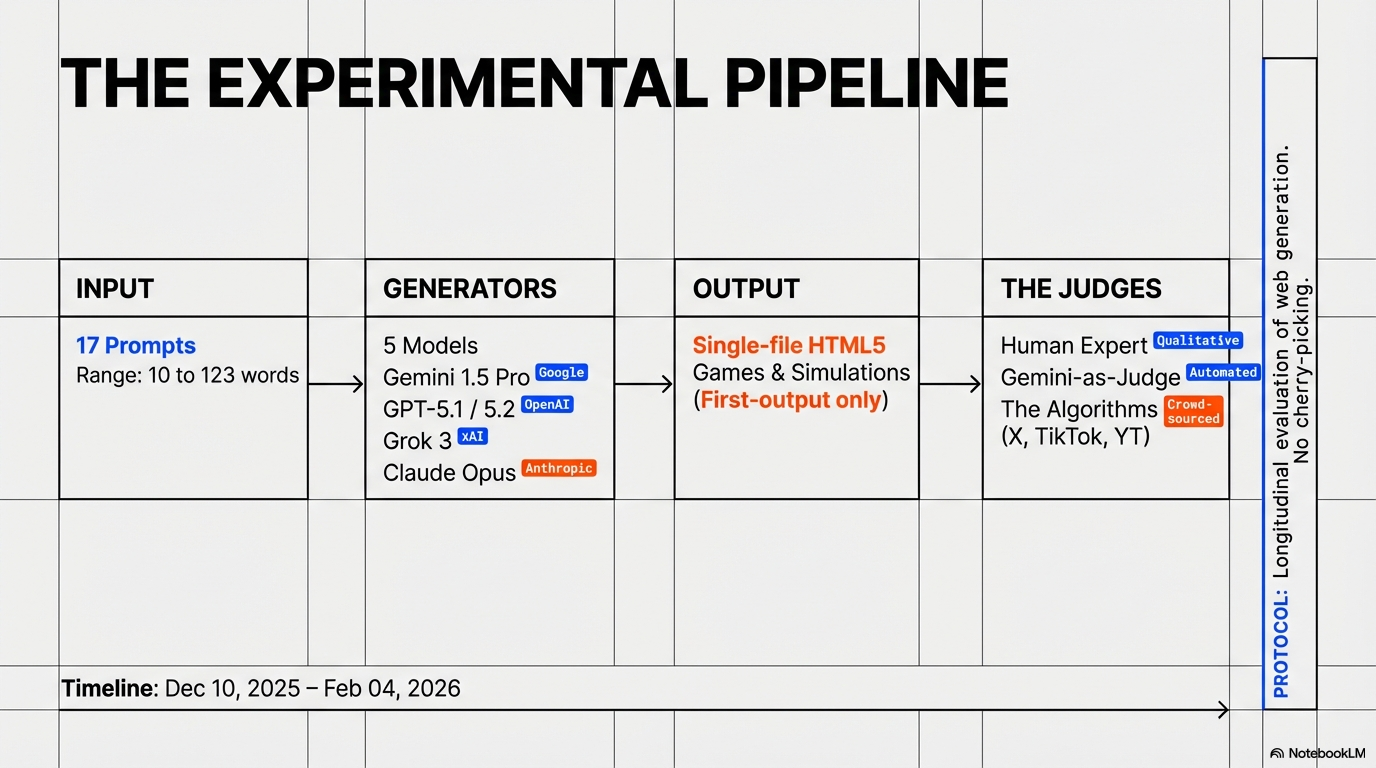 THE EXPERIMENTAL PIPELINE
INPUT
17 Prompts
Range: 10 to 123 words
GENERATORS
5 Models
Gemini 1.5 Pro Google
GPT-5.1 / 5.2 OpenAI
Grok 3 xAI
Claude Opus Anthropic
OUTPUT
Single-file HTML5
Games & Simulations
(First-output only)
THE JUDGES
Human Expert Qualitative
Gemini-as-Judge Automated
The Algorithms Crowd-
sourced
(X, TikTok, YT)
Timeline: Dec 10, 2025 – Feb 04, 2026
PROTOCOL: Longitudinal evaluation of web generation.
No cherry-picking.
NotebookLM